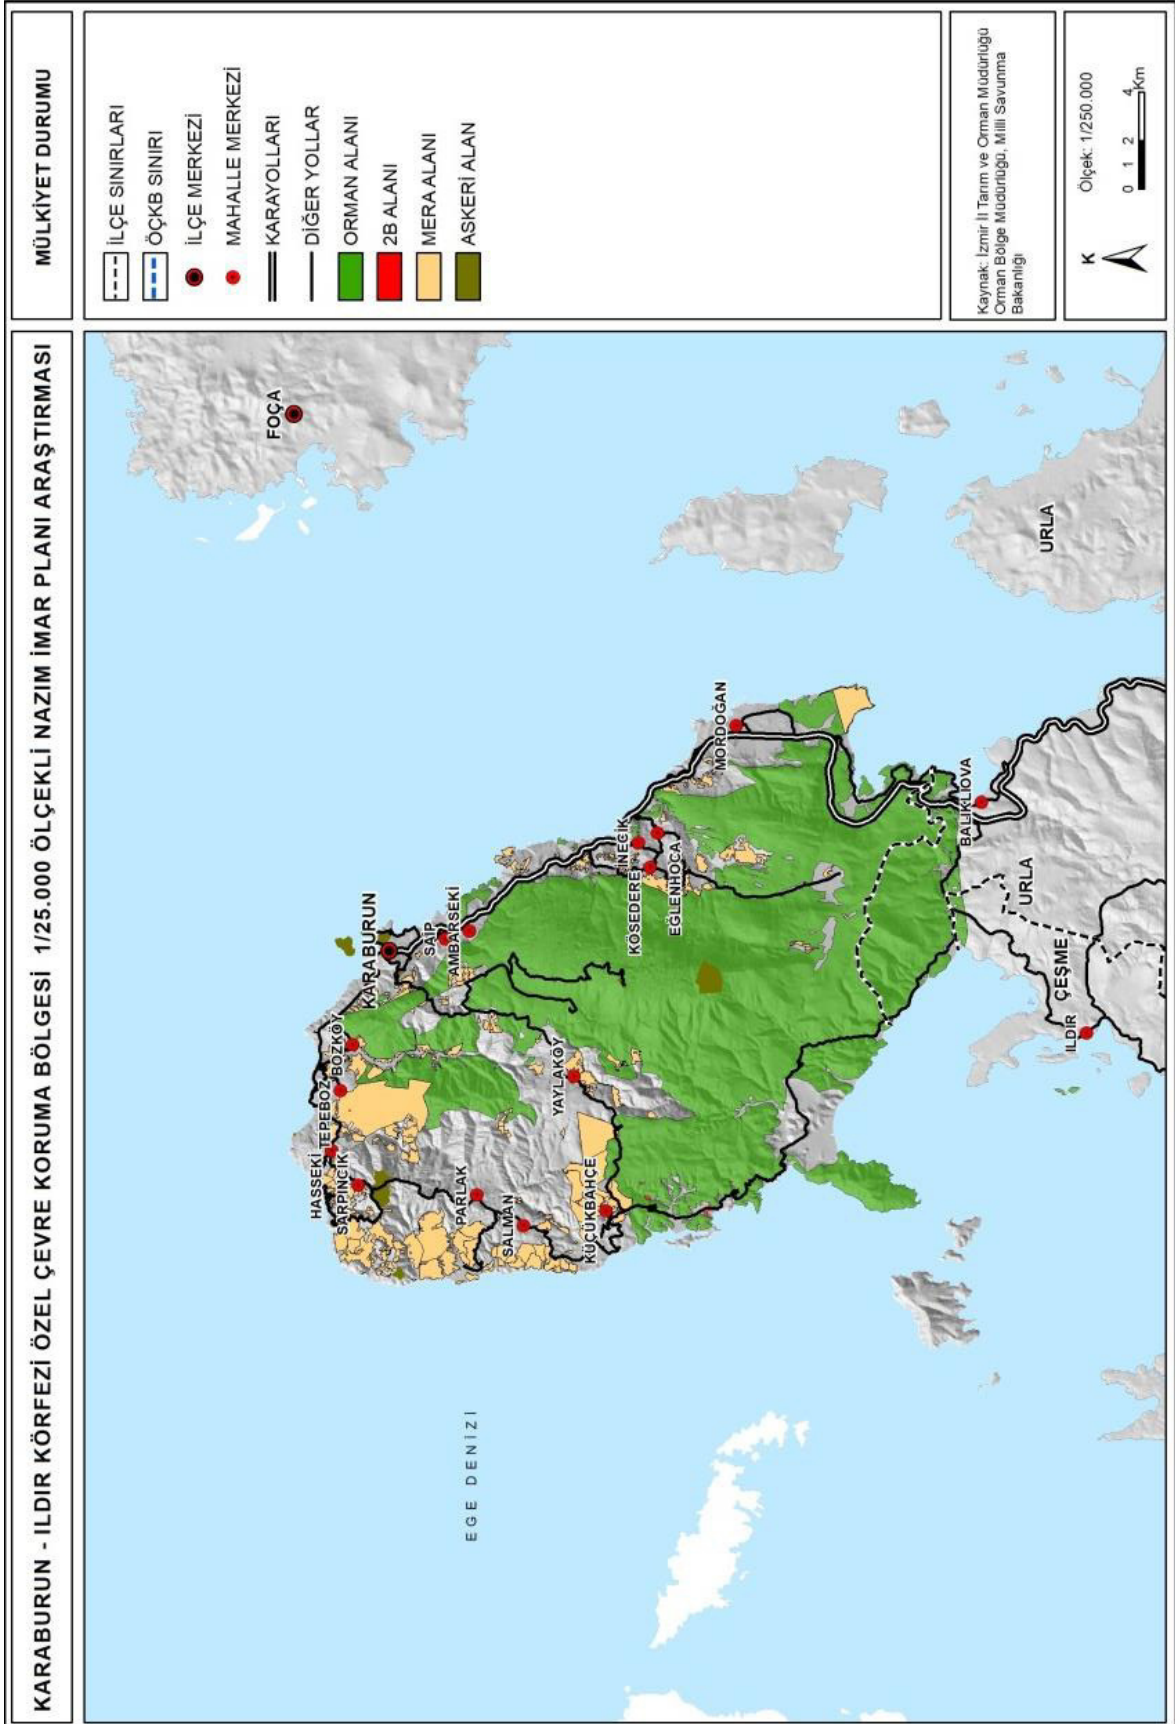 KARABURUN - ILDIR KÖRFEZİ ÖZEL ÇEVRE KORUMA BÖLGESİ 1/25.000 ÖLÇEKLİ NAZIM İMAR PLANI ARAŞTIRMASI
MÜLKİYET DURUMU
İLÇE SINIRLARI
ÖÇKB SINIRI
İLÇE MERKEZİ
MAHALLE MERKEZİ
KARAYOLLARI
DİĞER YOLLAR
ORMAN ALANI
2B ALANI
MERA ALANI
ASKERİ ALAN
Kaynak: İzmir İl Tarım ve Orman Müdürlüğü
Orman Bölge Müdürlüğü, Milli Savunma
Bakanlığı
K
Ölçek: 1/250.000
0 1 2 4 Km
FOÇA
KARABURUN
SAİP
AMBARSEKİ
BOZKÖY
TEPEBOZ
HASSEKİ
SARPINCIK
PARLAK
SALMAN
YAYLAKÖY
KÜÇÜKBAHÇE
İNECİK
KÖSEDERE
EĞLENHOCA
MORDOĞAN
EGE DENİZİ
BALIKLIOVA
URLA
URLA
ÇEŞME
ILDIR